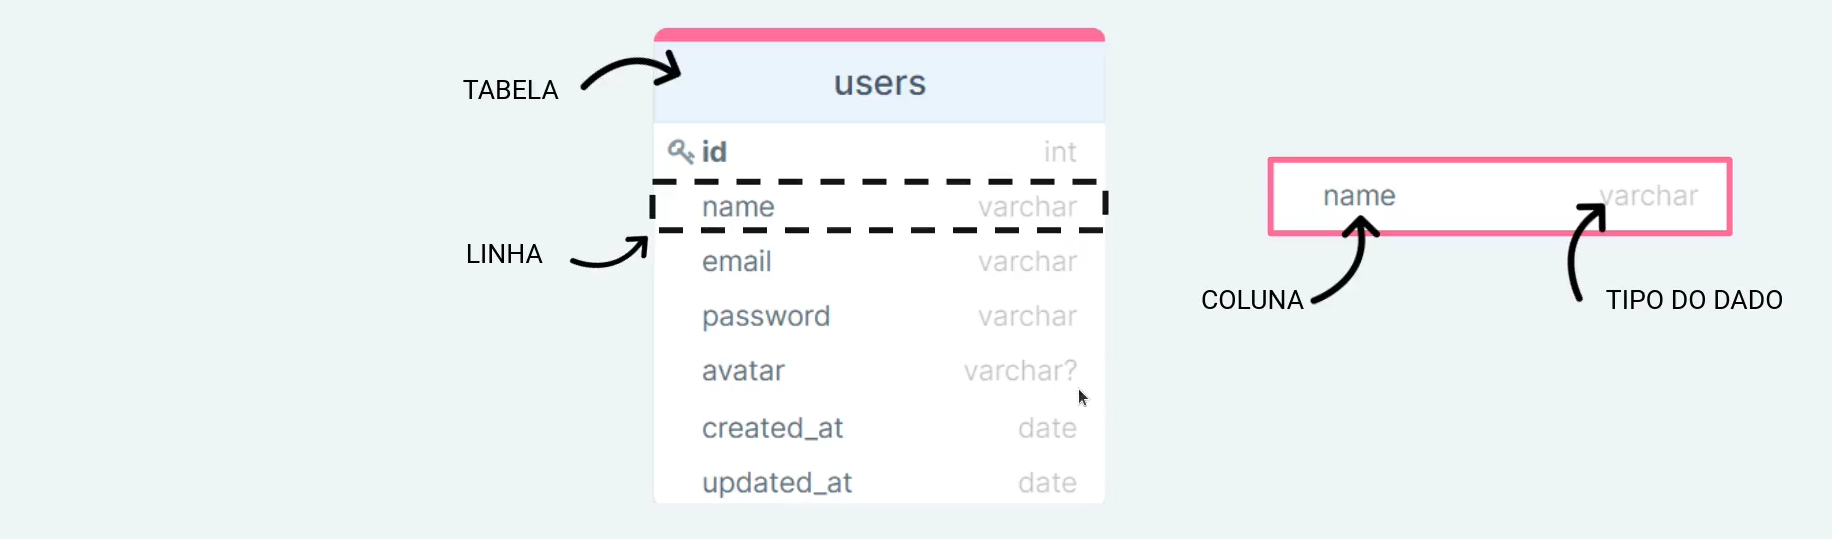 TABELA
users
id int
name varchar
LINHA
email varchar
password varchar
avatar varchar?
created_at date
updated_at date
name varchar
COLUNA
TIPO DO DADO